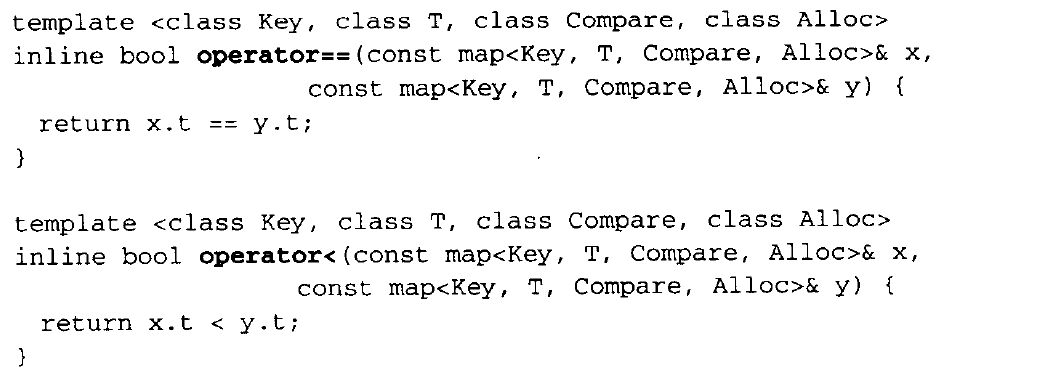 template <class Key, class T, class Compare, class Alloc>
inline bool operator==(const map<Key, T, Compare, Alloc>& x,
const map<Key, T, Compare, Alloc>& y) {
return x.t == y.t;
}
template <class Key, class T, class Compare, class Alloc>
inline bool operator<(const map<Key, T, Compare, Alloc>& x,
const map<Key, T, Compare, Alloc>& y) {
return x.t < y.t;
}